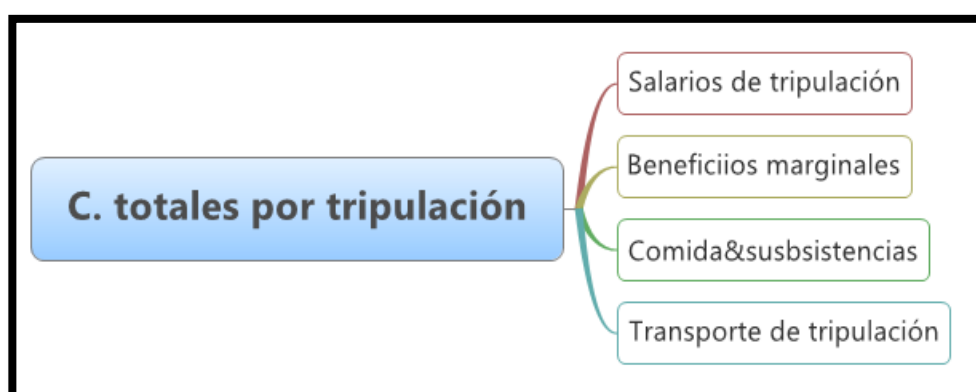 Salarios de tripulación
Beneficiios marginales
C. totales por tripulación
Comida&susbsistencias
Transporte de tripulación